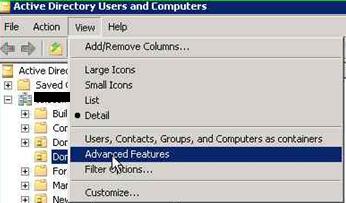 Active Directory Users and Computers
File Action View Help
Add/Remove Columns...
Active Direc
Large Icons
Saved
Small Icons
List
Buil
Detail
Con
Users, Contacts, Groups, and Computers as containers
Dor
Advanced Features
For
Filter Options...
Mar
Customize...
New